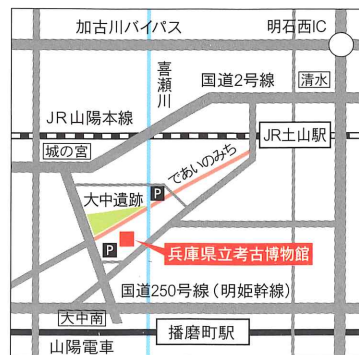 加古川バイパス
明石西IC
喜瀬川
国道2号線
清水
JR山陽本線
JR土山駅
城の宮
であいのみち
P
大中遺跡
P
兵庫県立考古博物館
国道250号線(明姫幹線)
大中南
播磨町駅
山陽電車